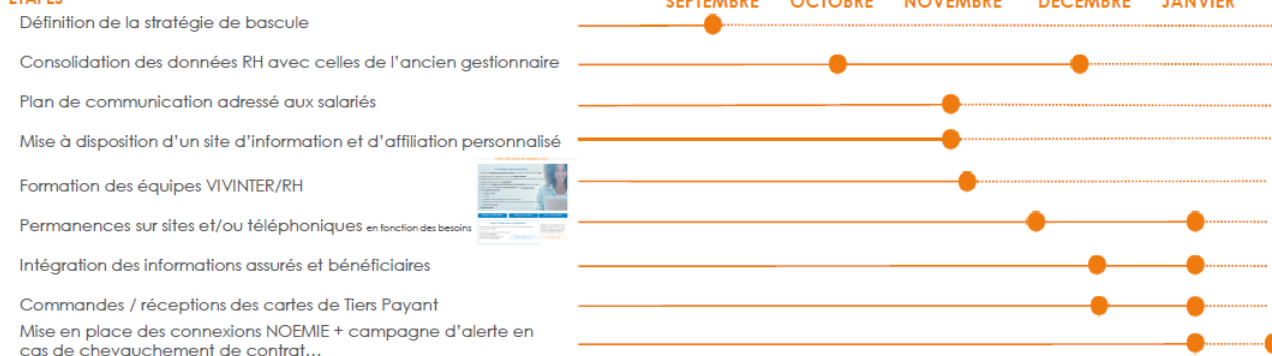 ÉTAPES
SEPTEMBRE OCTOBRE NOVEMBRE DÉCEMBRE JANVIER
Définition de la stratégie de bascule
Consolidation des données RH avec celles de l'ancien gestionnaire
Plan de communication adressé aux salariés
Mise à disposition d'un site d'information et d'affiliation personnalisé
Formation des équipes VIVINTER/RH
Permanences sur sites et/ou téléphoniques en fonction des besoins
Intégration des informations assurés et bénéficiaires
Commandes / réceptions des cartes de Tiers Payant
Mise en place des connexions NOEMIE + campagne d'alerte en
cas de chevauchement de contrat...